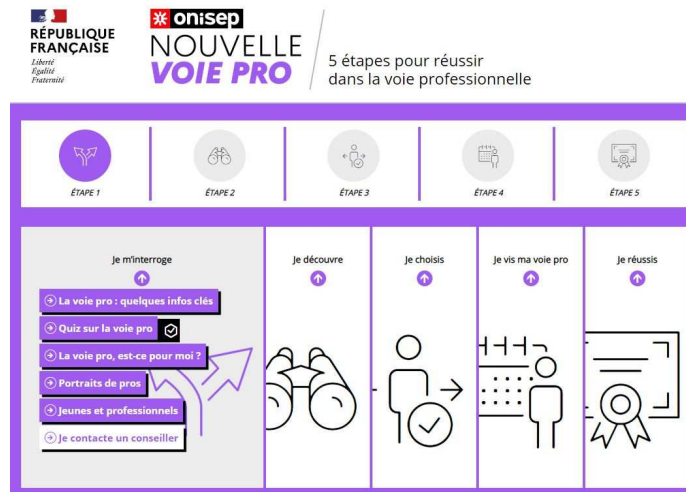 RÉPUBLIQUE
FRANÇAISE
Liberté
Égalité
Fraternité
onisep
NOUVELLE
VOIE PRO
5 étapes pour réussir
dans la voie professionnelle
ÉTAPE 1
ÉTAPE 2
ÉTAPE 3
ÉTAPE 4
ÉTAPE 5
Je m'interroge
La voie pro : quelques infos clés
Quiz sur la voie pro
La voie pro, est-ce pour moi ?
Portraits de pros
Jeunes et professionnels
Je contacte un conseiller
Je découvre
Je choisis
Je vis ma voie pro
Je réussis